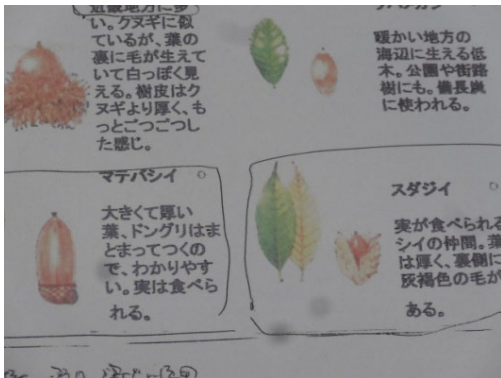 近畿地方に多
い。クヌギに似
ているが、葉の
裏に毛が生えて
いて白っぽく見
える。樹皮はク
ヌギより厚く、も
っとごつごつし
た感じ。
暖かい地方の
海辺に生える低
木。公園や街路
樹にも。備長炭
に使われる。
マテバシイ
大きくて厚い
葉、ドングリはま
とまってつくの
で、わかりやす
い。実は食べら
れる。
スダジイ
実が食べられる
シイの仲間。葉
は厚く、裏側に
灰褐色の毛が
ある。